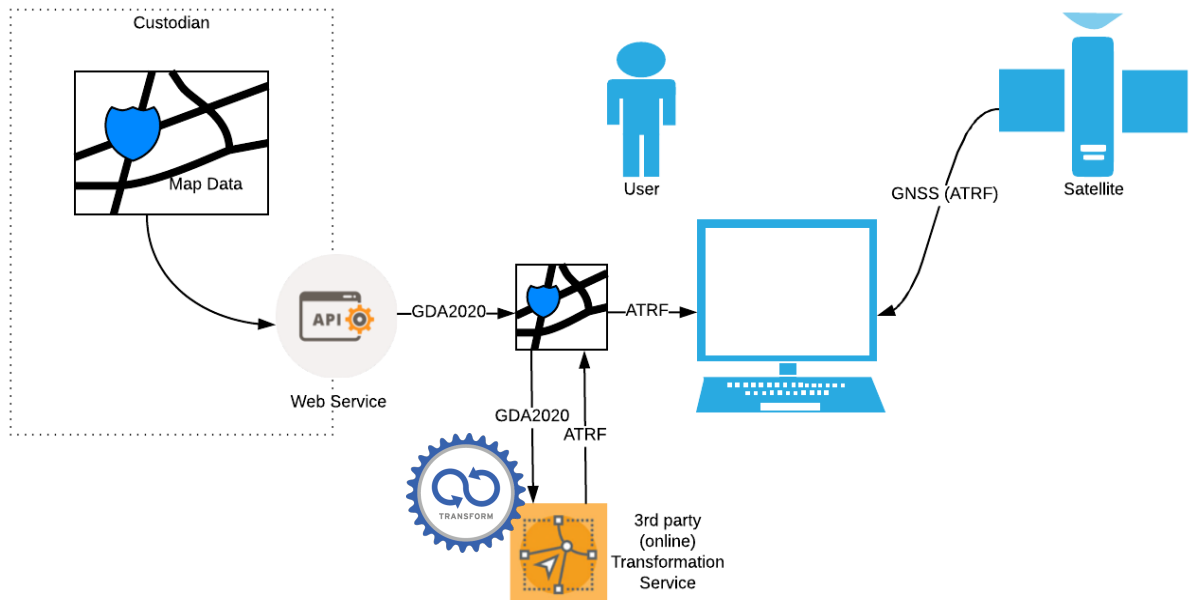 Custodian
Map Data
User
GNSS (ATRF)
Satellite
API
GDA2020
ATRF
Web Service
GDA2020
ATRF
TRANSFORM
3rd party
(online)
Transformation
Service